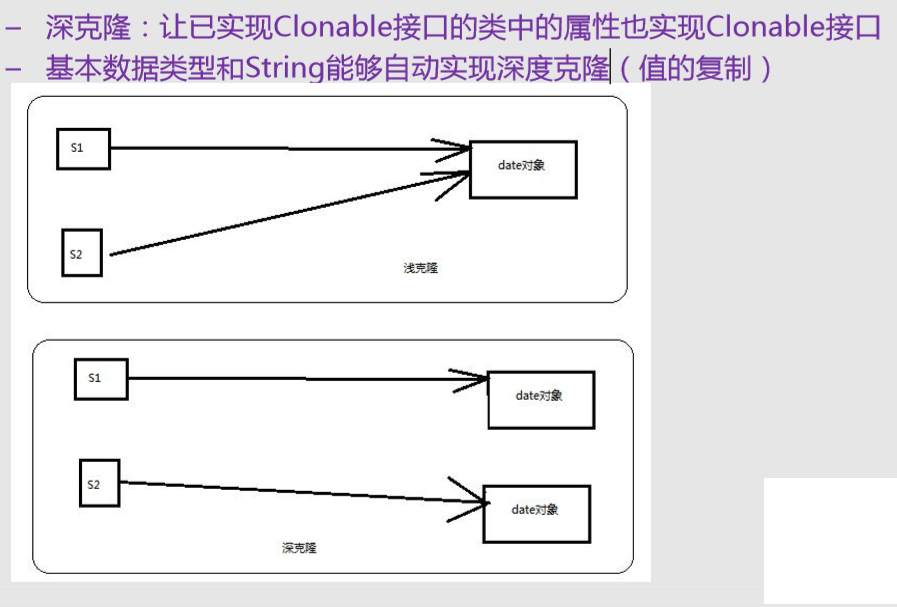 – 深克隆：让已实现Clonable接口的类中的属性也实现Clonable接口
– 基本数据类型和String能够自动实现深度克隆（值的复制）
S1
date对象
S2
浅克隆
S1
date对象
S2
date对象
深克隆